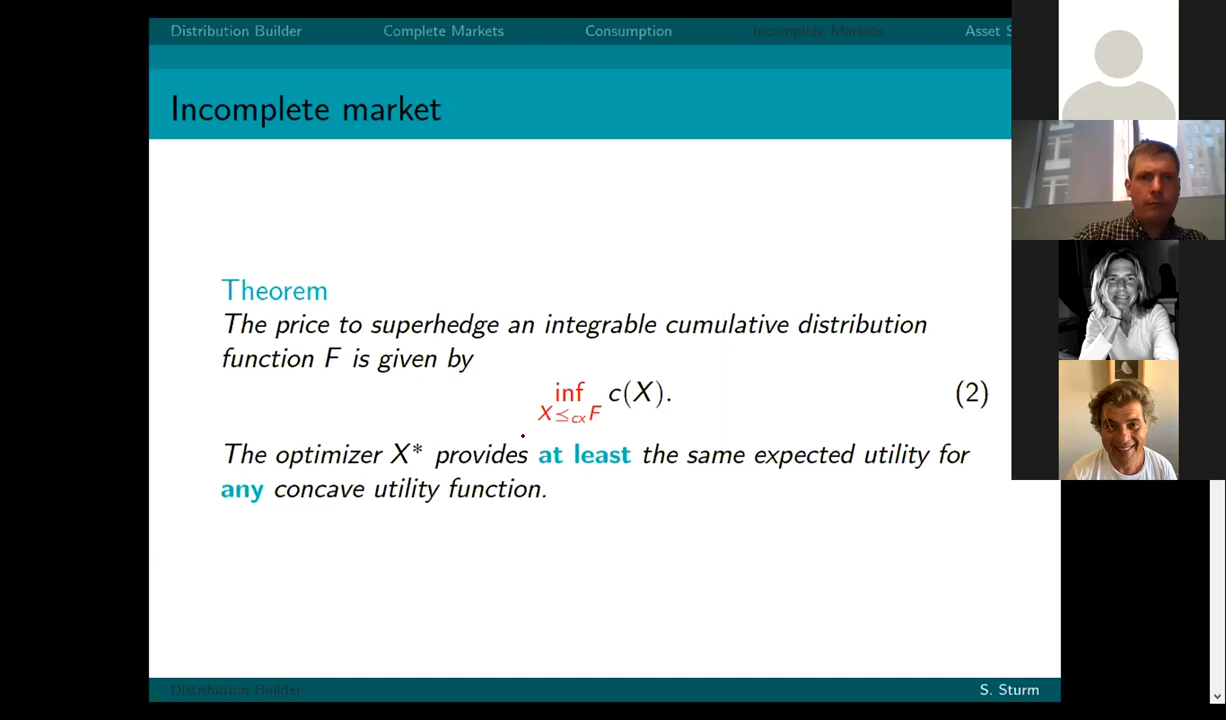 Distribution Builder Complete Markets Consumption Incomplete Markets Asset S
Incomplete market
Theorem
The price to superhedge an integrable cumulative distribution
function F is given by
inf c(X). (2)
X≤cxF
The optimizer X* provides at least the same expected utility for
any concave utility function.
Distribution Builder S. Sturm